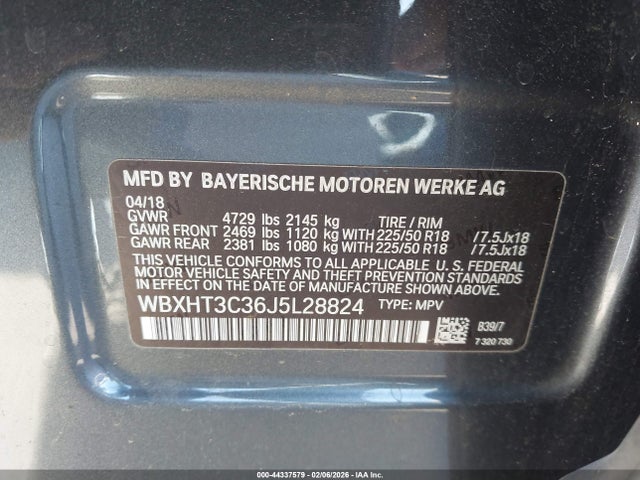 MFD BY BAYERISCHE MOTOREN WERKE AG
04/18
GVWR 4729 lbs 2145 kg TIRE / RIM
GAWR FRONT 2469 lbs 1120 kg WITH 225/50 R18 /7.5Jx18
GAWR REAR 2381 lbs 1080 kg WITH 225/50 R18 /7.5Jx18
THIS VEHICLE CONFORMS TO ALL APPLICABLE U. S. FEDERAL
MOTOR VEHICLE SAFETY AND THEFT PREVENTION STANDARDS
IN EFFECT ON THE DATE OF MANUFACTURE SHOWN ABOVE.
WBXHT3C36J5L28824 TYPE: MPV
B39/7
7 320 730
000-44337579 - 02/06/2026 - IAAI.com